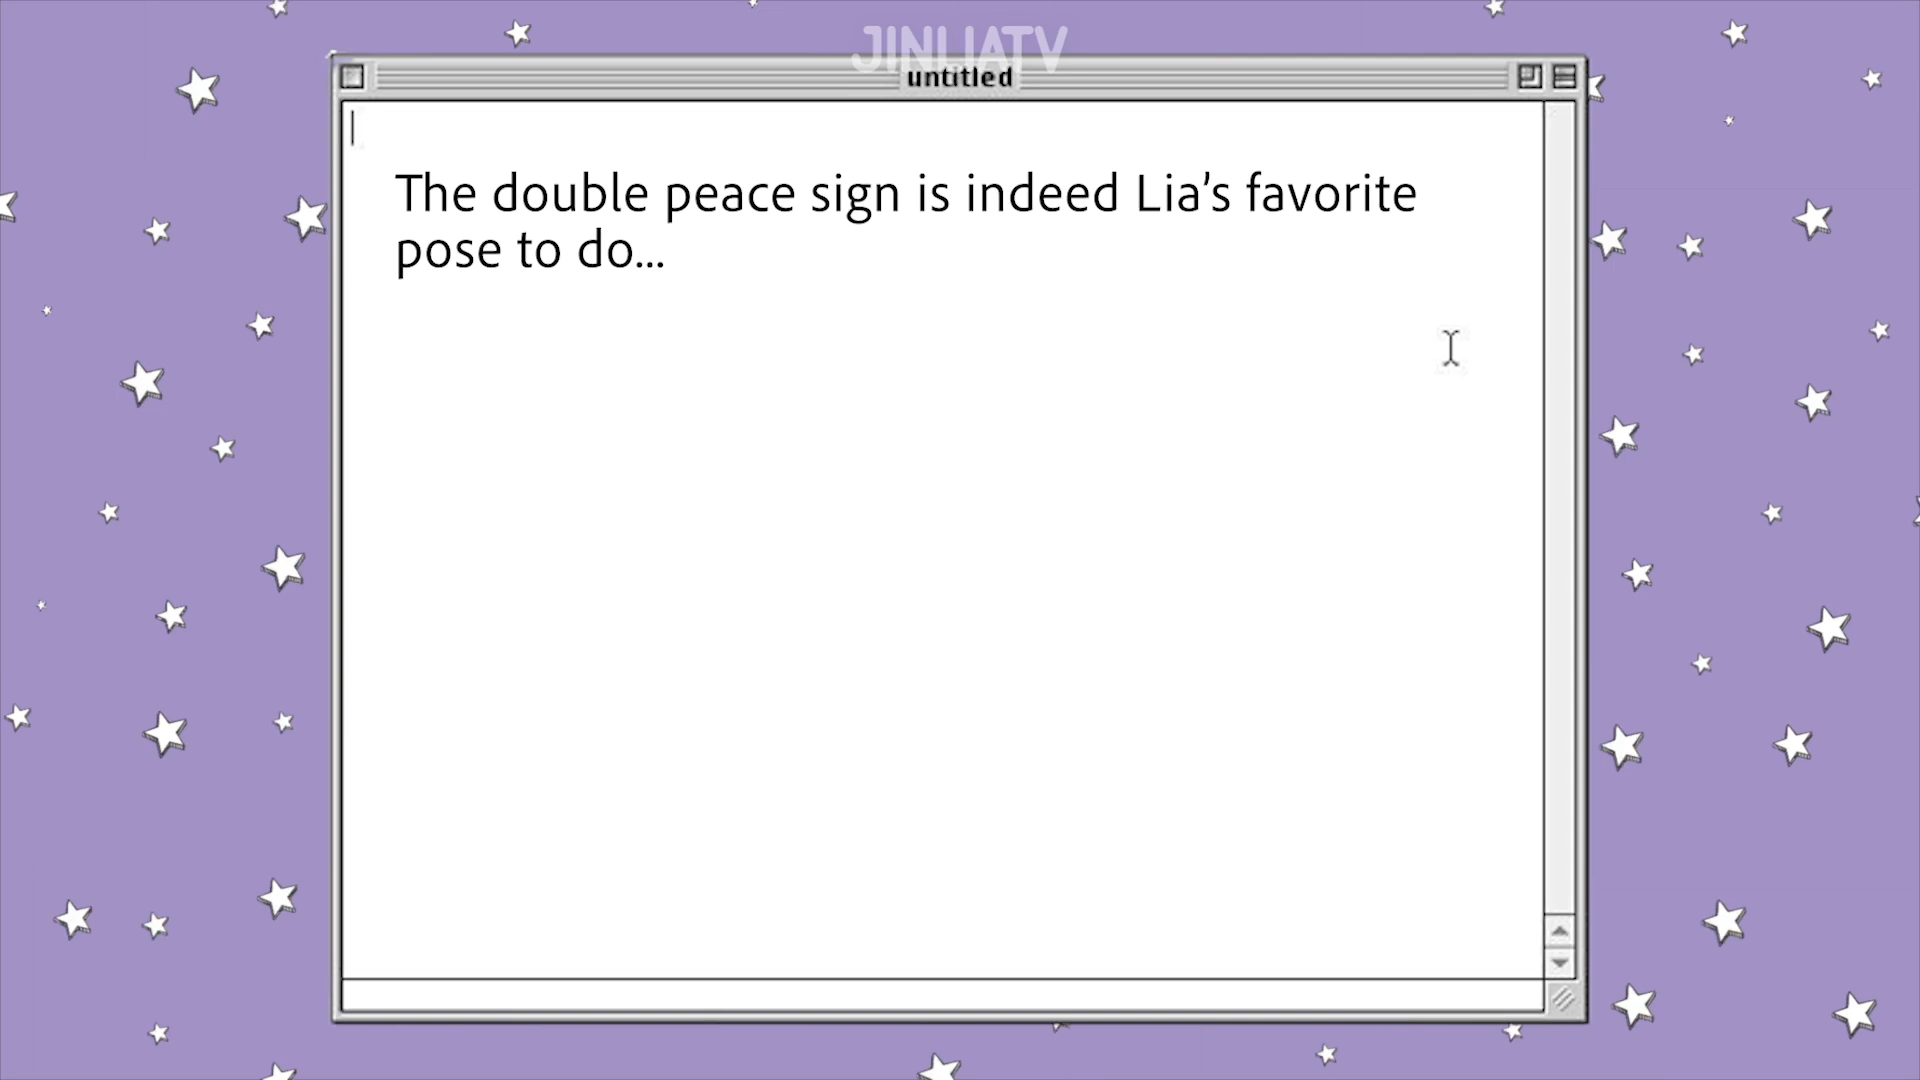 JINLIATV
untitled
The double peace sign is indeed Lia's favorite
pose to do...